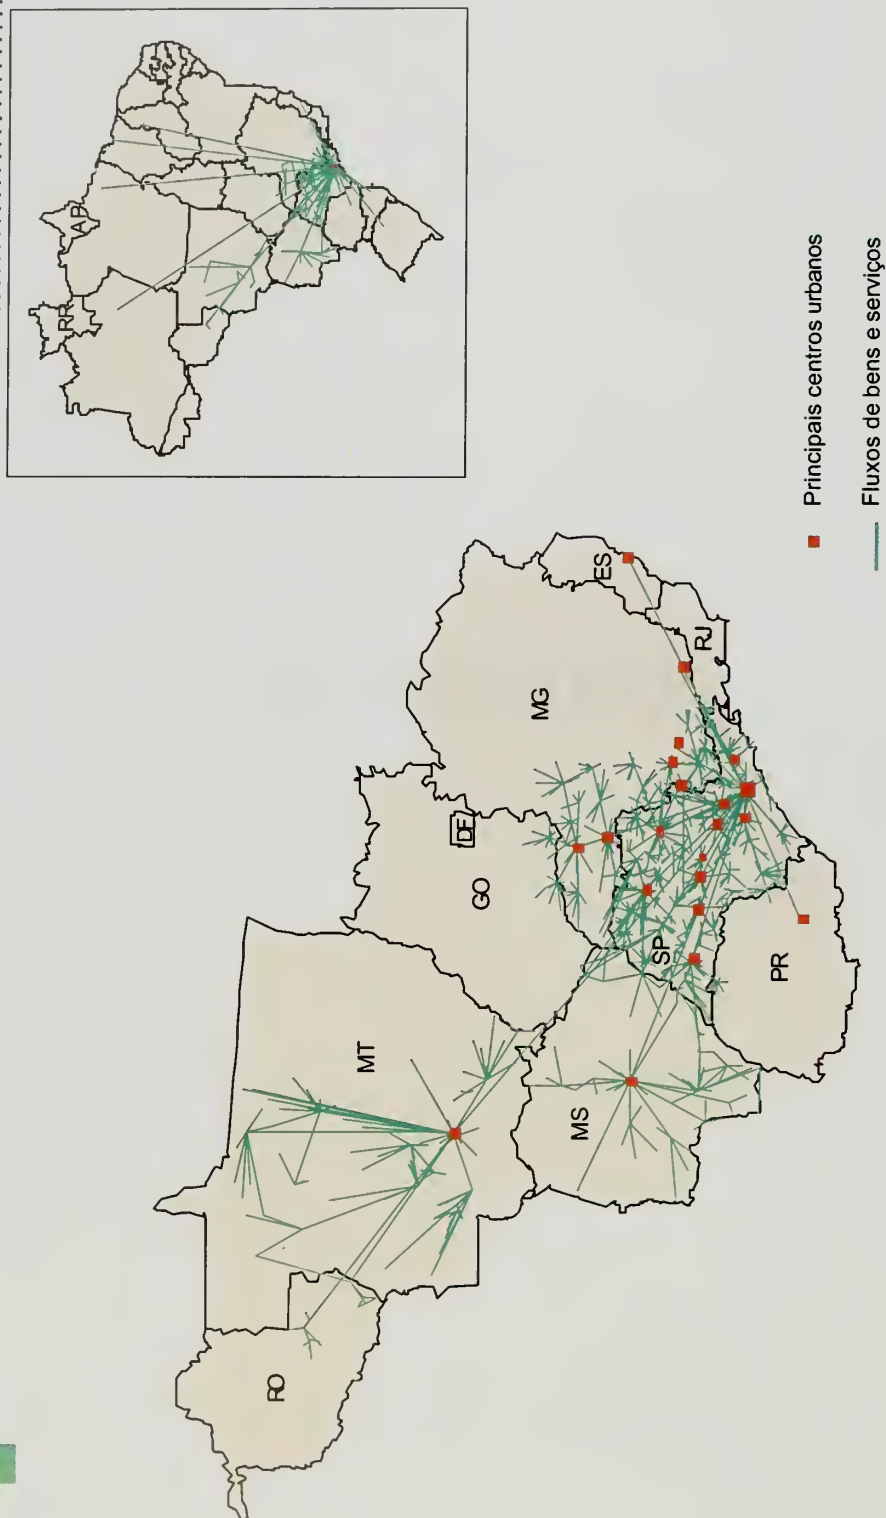 RR
AP
RO
MT
GO
DF
MG
ES
RJ
MS
SP
PR
Principais centros urbanos
Fluxos de bens e serviços